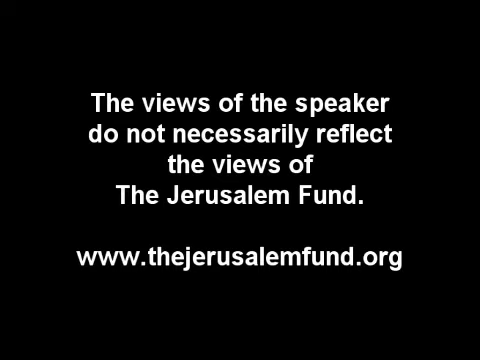 The views of the speaker
do not necessarily reflect
the views of
The Jerusalem Fund.
www.thejerusalemfund.org